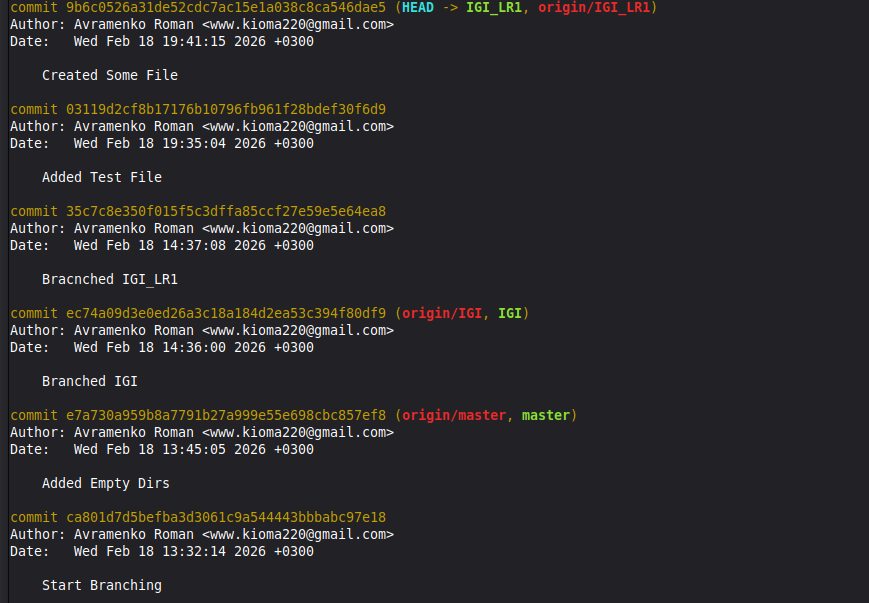 commit 9b6c0526a31de52cdc7ac15e1a038c8ca546dae5 (HEAD -> IGI_LR1, origin/IGI_LR1)
Author: Avramenko Roman <www.kioma220@gmail.com>
Date:   Wed Feb 18 19:41:15 2026 +0300
Created Some File
commit 03119d2cf8b17176b10796fb961f28bdef30f6d9
Author: Avramenko Roman <www.kioma220@gmail.com>
Date:   Wed Feb 18 19:35:04 2026 +0300
Added Test File
commit 35c7c8e350f015f5c3dffa85ccf27e59e5e64ea8
Author: Avramenko Roman <www.kioma220@gmail.com>
Date:   Wed Feb 18 14:37:08 2026 +0300
Bracnched IGI_LR1
commit ec74a09d3e0ed26a3c18a184d2ea53c394f80df9 (origin/IGI, IGI)
Author: Avramenko Roman <www.kioma220@gmail.com>
Date:   Wed Feb 18 14:36:00 2026 +0300
Branched IGI
commit e7a730a959b8a7791b27a999e55e698cbc857ef8 (origin/master, master)
Author: Avramenko Roman <www.kioma220@gmail.com>
Date:   Wed Feb 18 13:45:05 2026 +0300
Added Empty Dirs
commit ca801d7d5befba3d3061c9a544443bbbabc97e18
Author: Avramenko Roman <www.kioma220@gmail.com>
Date:   Wed Feb 18 13:32:14 2026 +0300
Start Branching